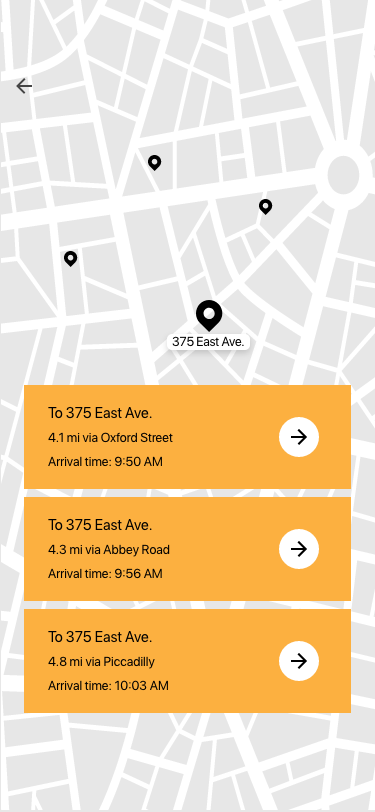 375 East Ave.
To 375 East Ave.
4.1 mi via Oxford Street
Arrival time: 9:50 AM
To 375 East Ave.
4.3 mi via Abbey Road
Arrival time: 9:56 AM
To 375 East Ave.
4.8 mi via Piccadilly
Arrival time: 10:03 AM